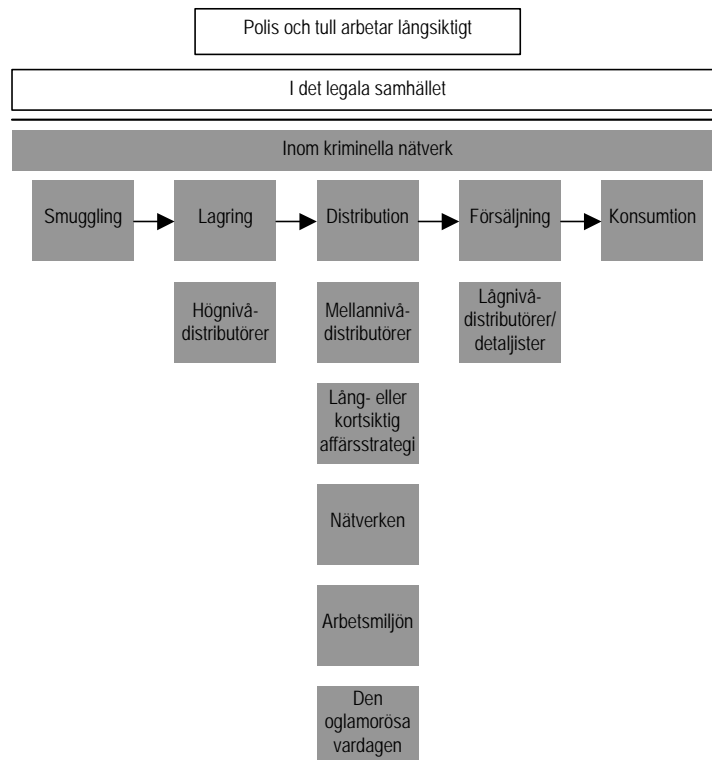 Polis och tull arbetar långsiktigt
I det legala samhället
Inom kriminella nätverk
Smuggling
Lagring
Distribution
Försäljning
Konsumtion
Högnivå-
distributörer
Mellannivå-
distributörer
Lågnivå-
distributörer/
detaljister
Lång- eller
kortsiktig
affärsstrategi
Nätverken
Arbetsmiljön
Den
oglamorösa
vardagen